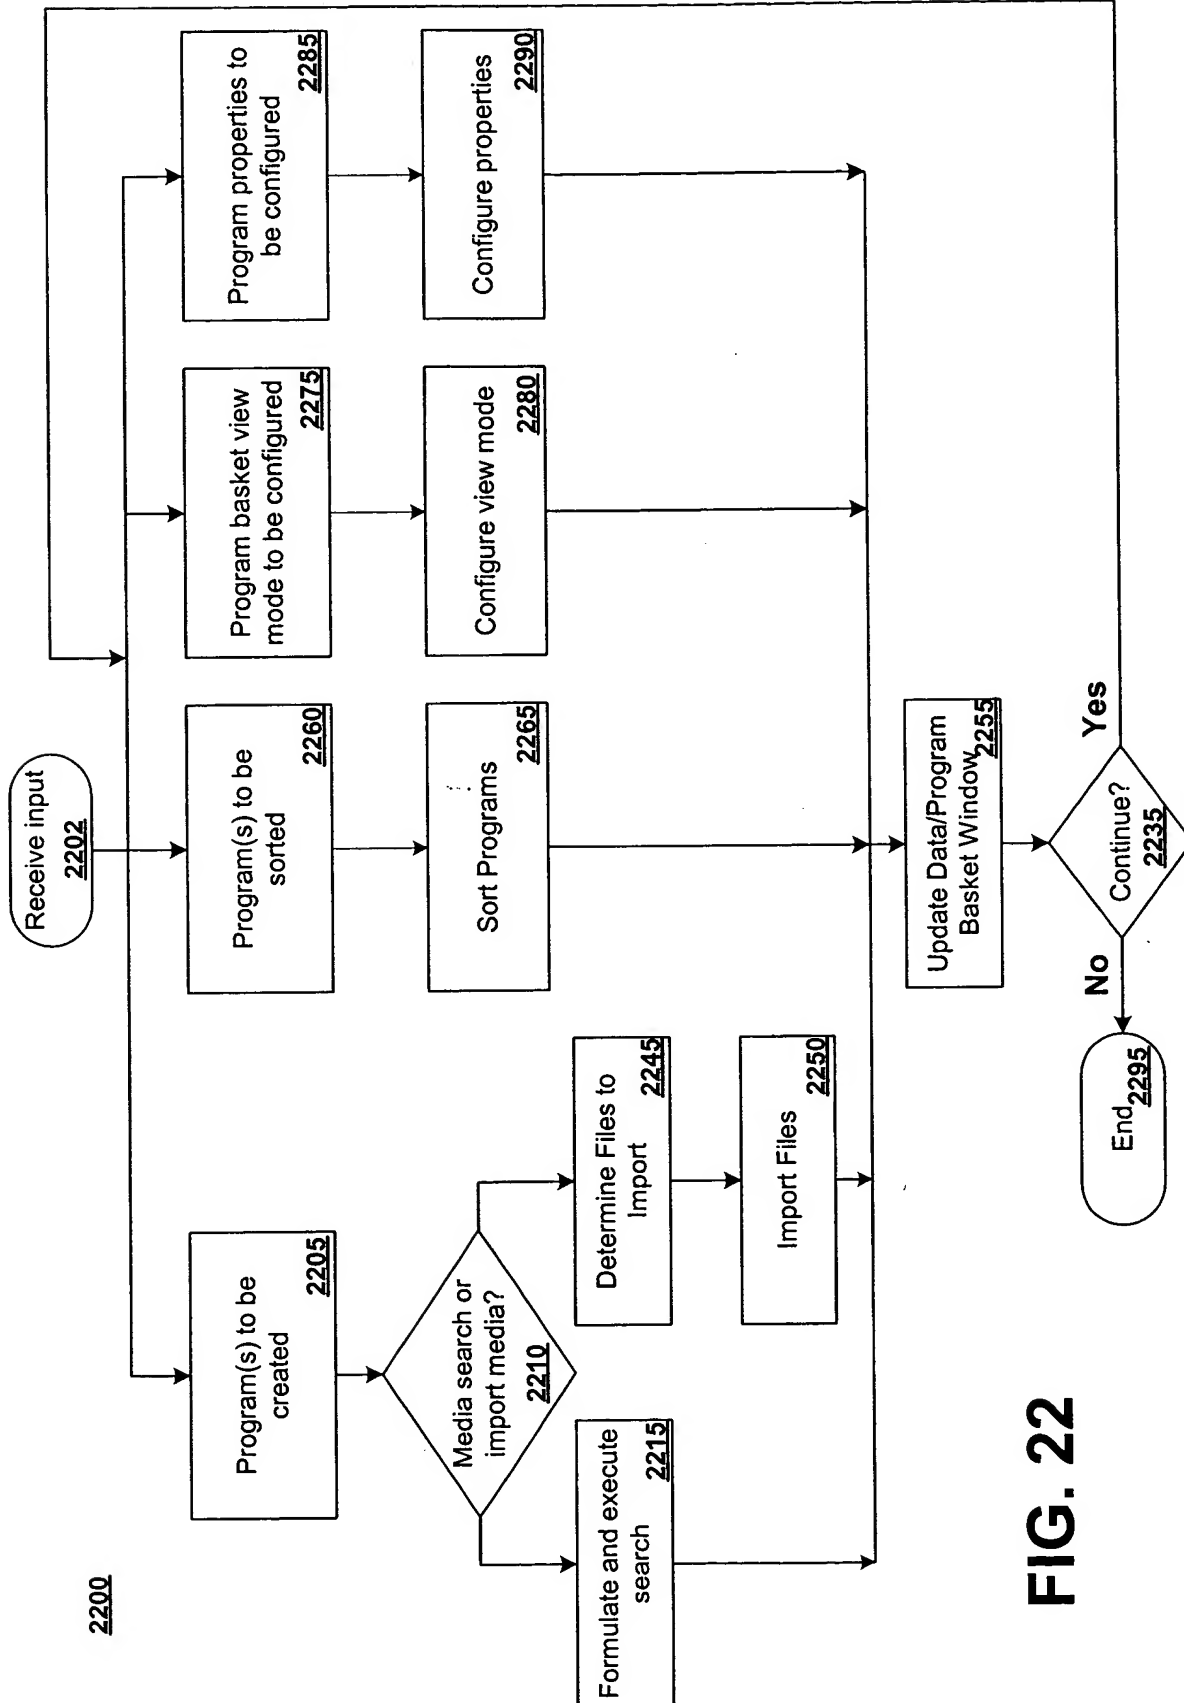 2200
Receive input
2202
Program(s) to be
created
2205
Program(s) to be
sorted
2260
Program basket view
mode to be configured
2275
Program properties to
be configured
2285
Media search or
import media?
2210
Sort Programs
2265
Configure view mode
2280
Configure properties
2290
Formulate and execute
search
2215
Determine Files to
Import
2245
Import Files
2250
Update Data/Program
Basket Window
2255
Continue?
2235
Yes
No
End
2295
FIG. 22